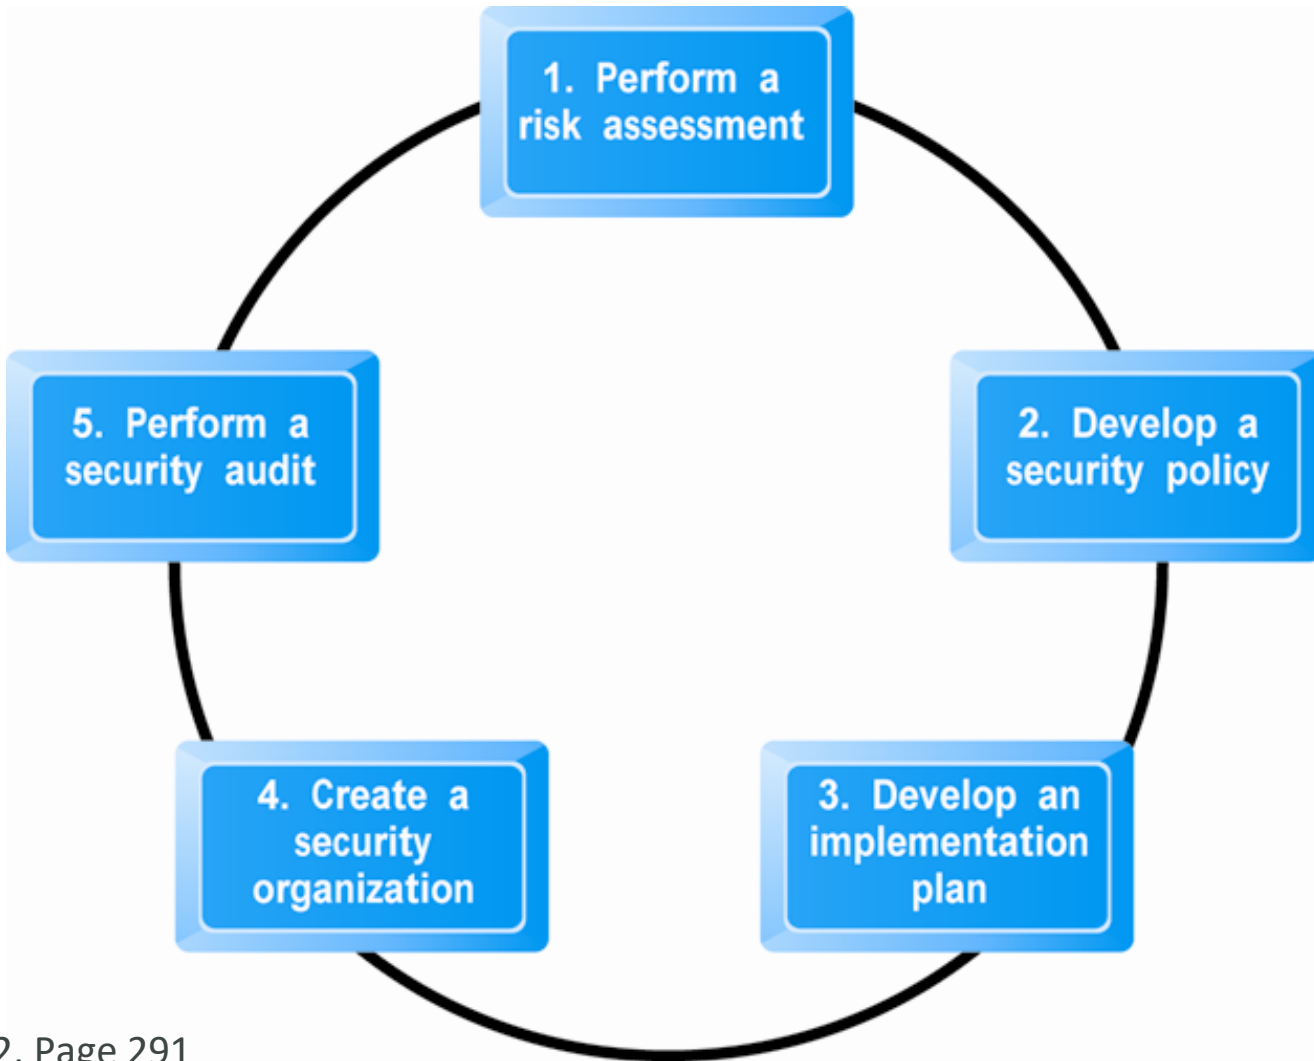 1. Perform a
risk assessment
2. Develop a
security policy
3. Develop an
implementation
plan
4. Create a
security
organization
5. Perform a
security audit
2. Page 291